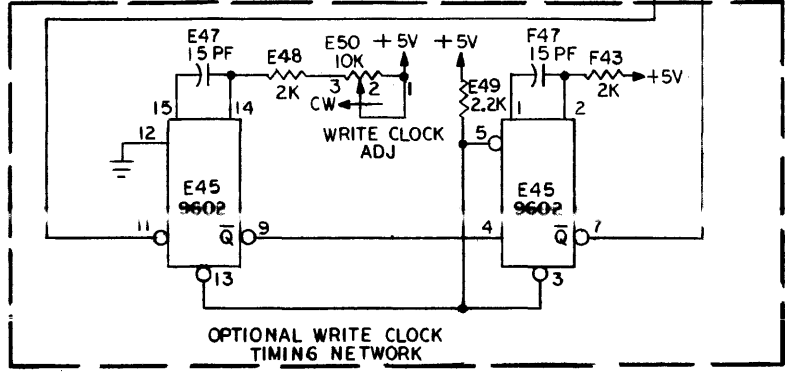 E47
15 PF
E48
2K
E50
10K
+5V
3
2
1
CW
WRITE CLOCK
ADJ
+5V
E49
2.2K
F47
15 PF
F43
2K
+5V
15
14
12
E45
9602
11
Q
9
13
1
2
5
E45
9602
4
Q
7
3
OPTIONAL WRITE CLOCK
TIMING NETWORK